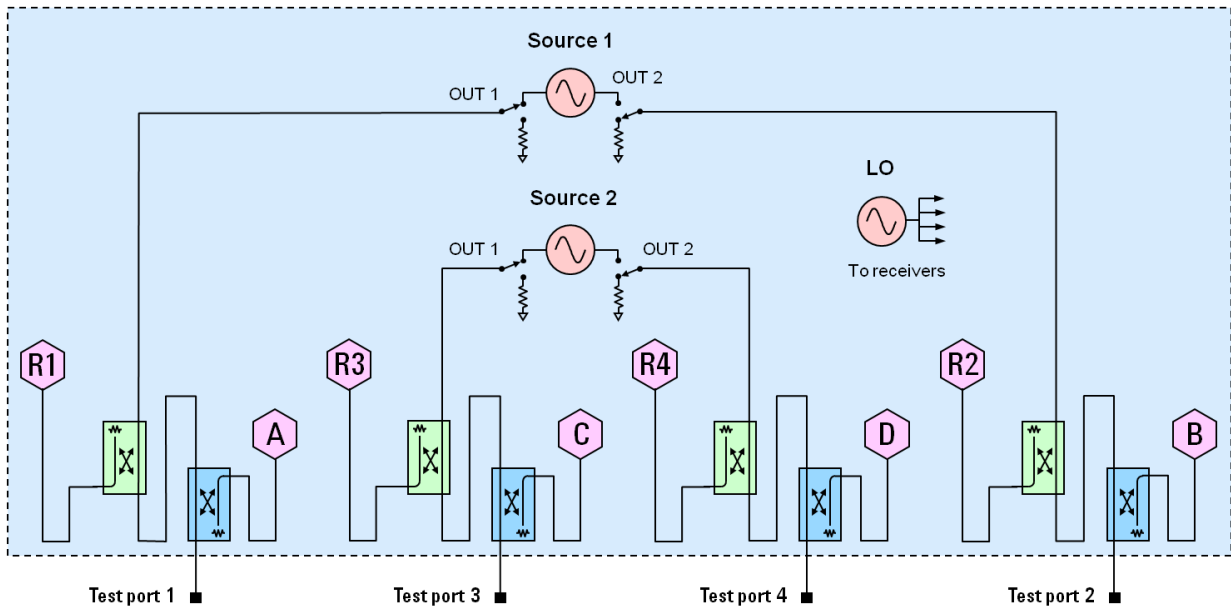 Source 1
OUT 1
OUT 2
LO
Source 2
OUT 1
OUT 2
To receivers
R1
R3
R4
R2
A
C
D
B
Test port 1
Test port 3
Test port 4
Test port 2